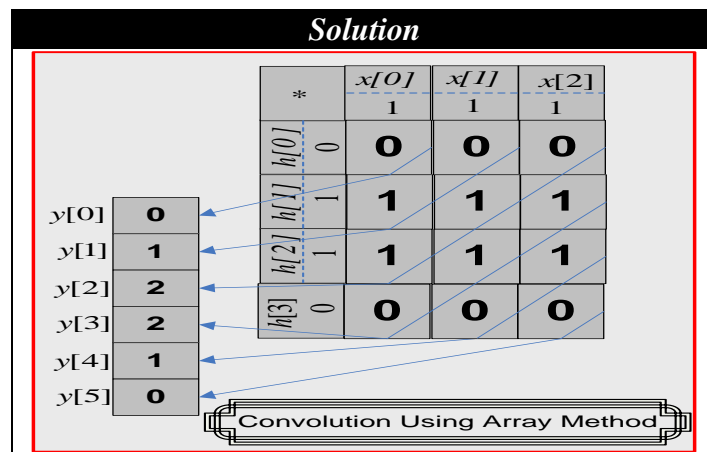 Solution
* x[0] x[1] x[2]
1 1 1
h[0] 0 0 0 0
h[1] 1 1 1 1
h[2] 1 1 1 1
h[3] 0 0 0 0
y[0] 0
y[1] 1
y[2] 2
y[3] 2
y[4] 1
y[5] 0
Convolution Using Array Method